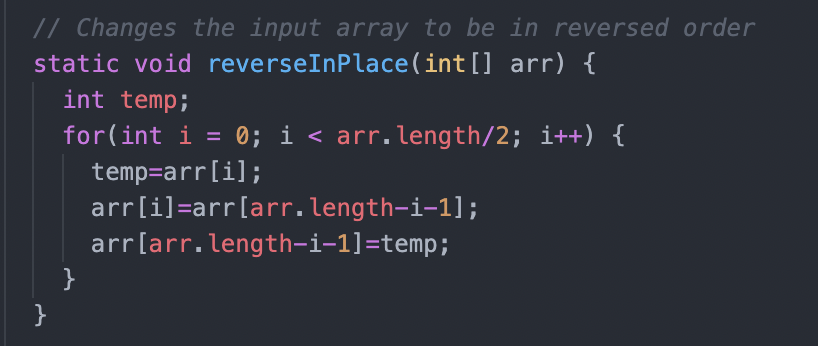 // Changes the input array to be in reversed order
static void reverseInPlace(int[] arr) {
  int temp;
  for(int i = 0; i < arr.length/2; i++) {
    temp=arr[i];
    arr[i]=arr[arr.length-i-1];
    arr[arr.length-i-1]=temp;
  }
}